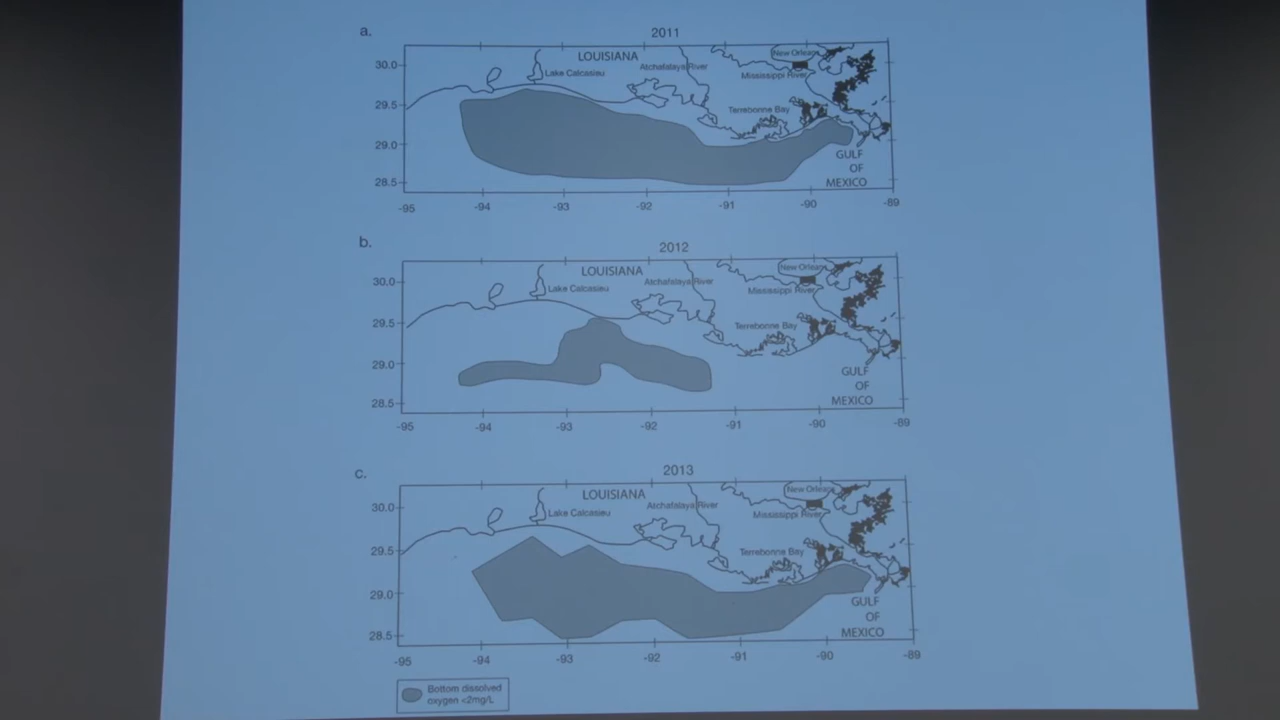 a.
2011
LOUISIANA
New Orleans
Atchafalaya River
Lake Calcasieu
Mississippi River
Terrebonne Bay
GULF
OF
MEXICO
30.0
29.5
29.0
28.5
-95 -94 -93 -92 -91 -90 -89
b.
2012
LOUISIANA
New Orleans
Atchafalaya River
Lake Calcasieu
Mississippi River
Terrebonne Bay
GULF
OF
MEXICO
30.0
29.5
29.0
28.5
-95 -94 -93 -92 -91 -90 -89
c.
2013
LOUISIANA
New Orleans
Atchafalaya River
Lake Calcasieu
Mississippi River
Terrebonne Bay
GULF
OF
MEXICO
30.0
29.5
29.0
28.5
-95 -94 -93 -92 -91 -90 -89
Bottom dissolved
oxygen <2mg/L